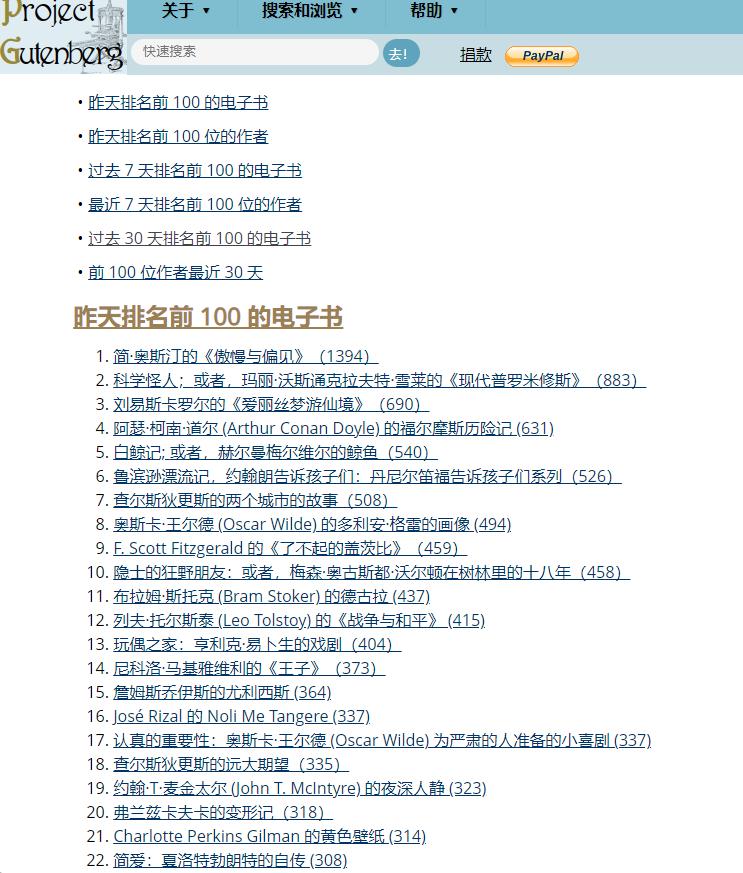 Project
Gutenberg
关于 ▼ 搜索和浏览 ▼ 帮助 ▼
快速搜索 去! 捐款 PayPal
• 昨天排名前 100 的电子书
• 昨天排名前 100 位的作者
• 过去 7 天排名前 100 的电子书
• 最近 7 天排名前 100 位的作者
• 过去 30 天排名前 100 的电子书
• 前 100 位作者最近 30 天
昨天排名前 100 的电子书
1. 简·奥斯汀的《傲慢与偏见》（1394）
2. 科学怪人；或者，玛丽·沃斯通克拉夫特·雪莱的《现代普罗米修斯》（883）
3. 刘易斯卡罗尔的《爱丽丝梦游仙境》（690）
4. 阿瑟·柯南·道尔 (Arthur Conan Doyle) 的福尔摩斯历险记 (631)
5. 白鲸记; 或者，赫尔曼梅尔维尔的鲸鱼（540）
6. 鲁滨逊漂流记，约翰朗告诉孩子们：丹尼尔笛福告诉孩子们系列（526）
7. 查尔斯狄更斯的两个城市的故事（508）
8. 奥斯卡·王尔德 (Oscar Wilde) 的多利安·格雷的画像 (494)
9. F. Scott Fitzgerald 的《了不起的盖茨比》（459）
10. 隐士的狂野朋友：或者，梅森·奥古斯都·沃尔顿在树林里的十八年（458）
11. 布拉姆·斯托克 (Bram Stoker) 的德古拉 (437)
12. 列夫·托尔斯泰 (Leo Tolstoy) 的《战争与和平》 (415)
13. 玩偶之家：亨利克·易卜生的戏剧（404）
14. 尼科洛·马基雅维利的《王子》（373）
15. 詹姆斯乔伊斯的尤利西斯 (364)
16. José Rizal 的 Noli Me Tangere (337)
17. 认真的重要性：奥斯卡·王尔德 (Oscar Wilde) 为严肃的人准备的小喜剧 (337)
18. 查尔斯狄更斯的远大期望（335）
19. 约翰·T·麦金太尔 (John T. McIntyre) 的夜深人静 (323)
20. 弗兰兹卡夫卡的变形记（318）
21. Charlotte Perkins Gilman 的黄色壁纸 (314)
22. 简爱：夏洛特勃朗特的自传 (308)